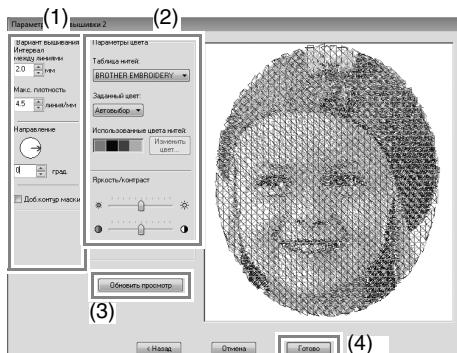 (1)
(2)
Парамет
вышивки 2
Вариант вышивания
Интервал
между линиями
2.0 мм
Макс. плотность
4.5 линия/мм
Направление
0 град.
Доб.контур маски
Параметры цвета
Таблица нитей:
BROTHER EMBROIDERY
Заданный цвет:
Автовыбор
Использованные цвета нитей:
Изменить
цвет...
Яркость/контраст
Обновить просмотр
(3)
< Назад
Отмена
Готово
(4)